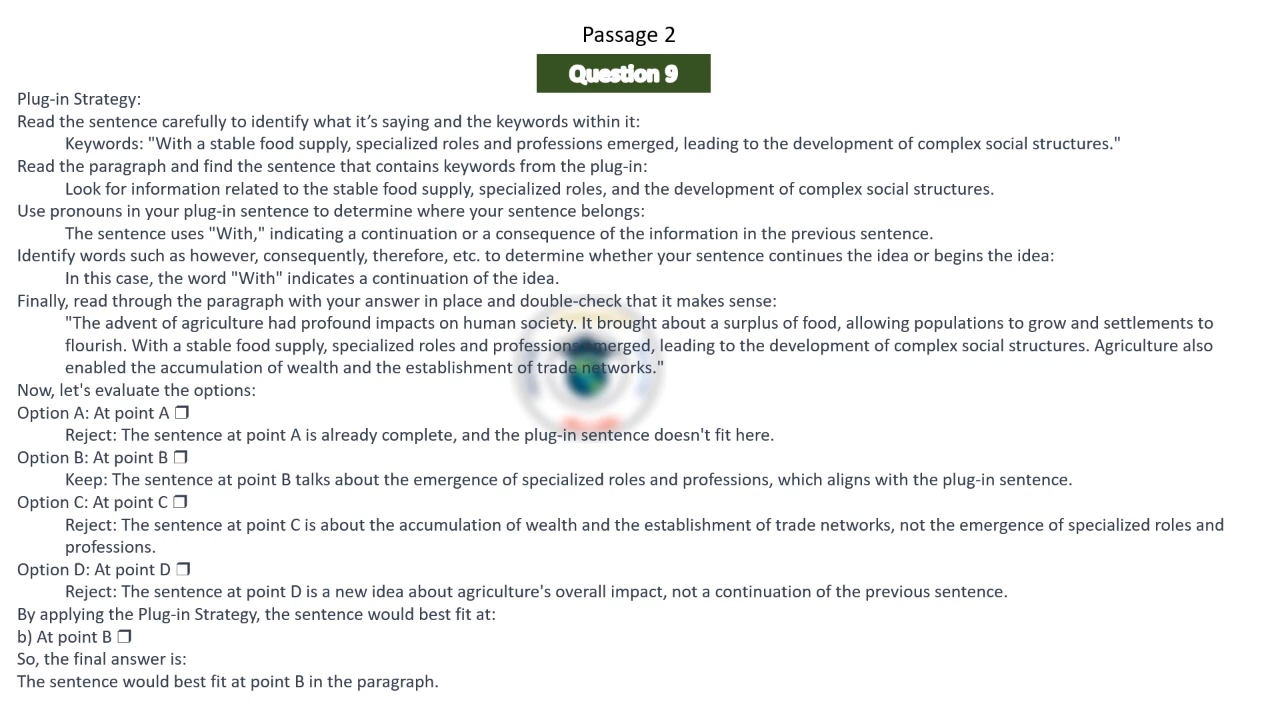 Passage 2
Question 9
Plug-in Strategy:
Read the sentence carefully to identify what it’s saying and the keywords within it:
Keywords: "With a stable food supply, specialized roles and professions emerged, leading to the development of complex social structures."
Read the paragraph and find the sentence that contains keywords from the plug-in:
Look for information related to the stable food supply, specialized roles, and the development of complex social structures.
Use pronouns in your plug-in sentence to determine where your sentence belongs:
The sentence uses "With," indicating a continuation or a consequence of the information in the previous sentence.
Identify words such as however, consequently, therefore, etc. to determine whether your sentence continues the idea or begins the idea:
In this case, the word "With" indicates a continuation of the idea.
Finally, read through the paragraph with your answer in place and double-check that it makes sense:
"The advent of agriculture had profound impacts on human society. It brought about a surplus of food, allowing populations to grow and settlements to
flourish. With a stable food supply, specialized roles and professions emerged, leading to the development of complex social structures. Agriculture also
enabled the accumulation of wealth and the establishment of trade networks."
Now, let's evaluate the options:
Option A: At point A ❒
Reject: The sentence at point A is already complete, and the plug-in sentence doesn't fit here.
Option B: At point B ❒
Keep: The sentence at point B talks about the emergence of specialized roles and professions, which aligns with the plug-in sentence.
Option C: At point C ❒
Reject: The sentence at point C is about the accumulation of wealth and the establishment of trade networks, not the emergence of specialized roles and
professions.
Option D: At point D ❒
Reject: The sentence at point D is a new idea about agriculture's overall impact, not a continuation of the previous sentence.
By applying the Plug-in Strategy, the sentence would best fit at:
b) At point B ❒
So, the final answer is:
The sentence would best fit at point B in the paragraph.